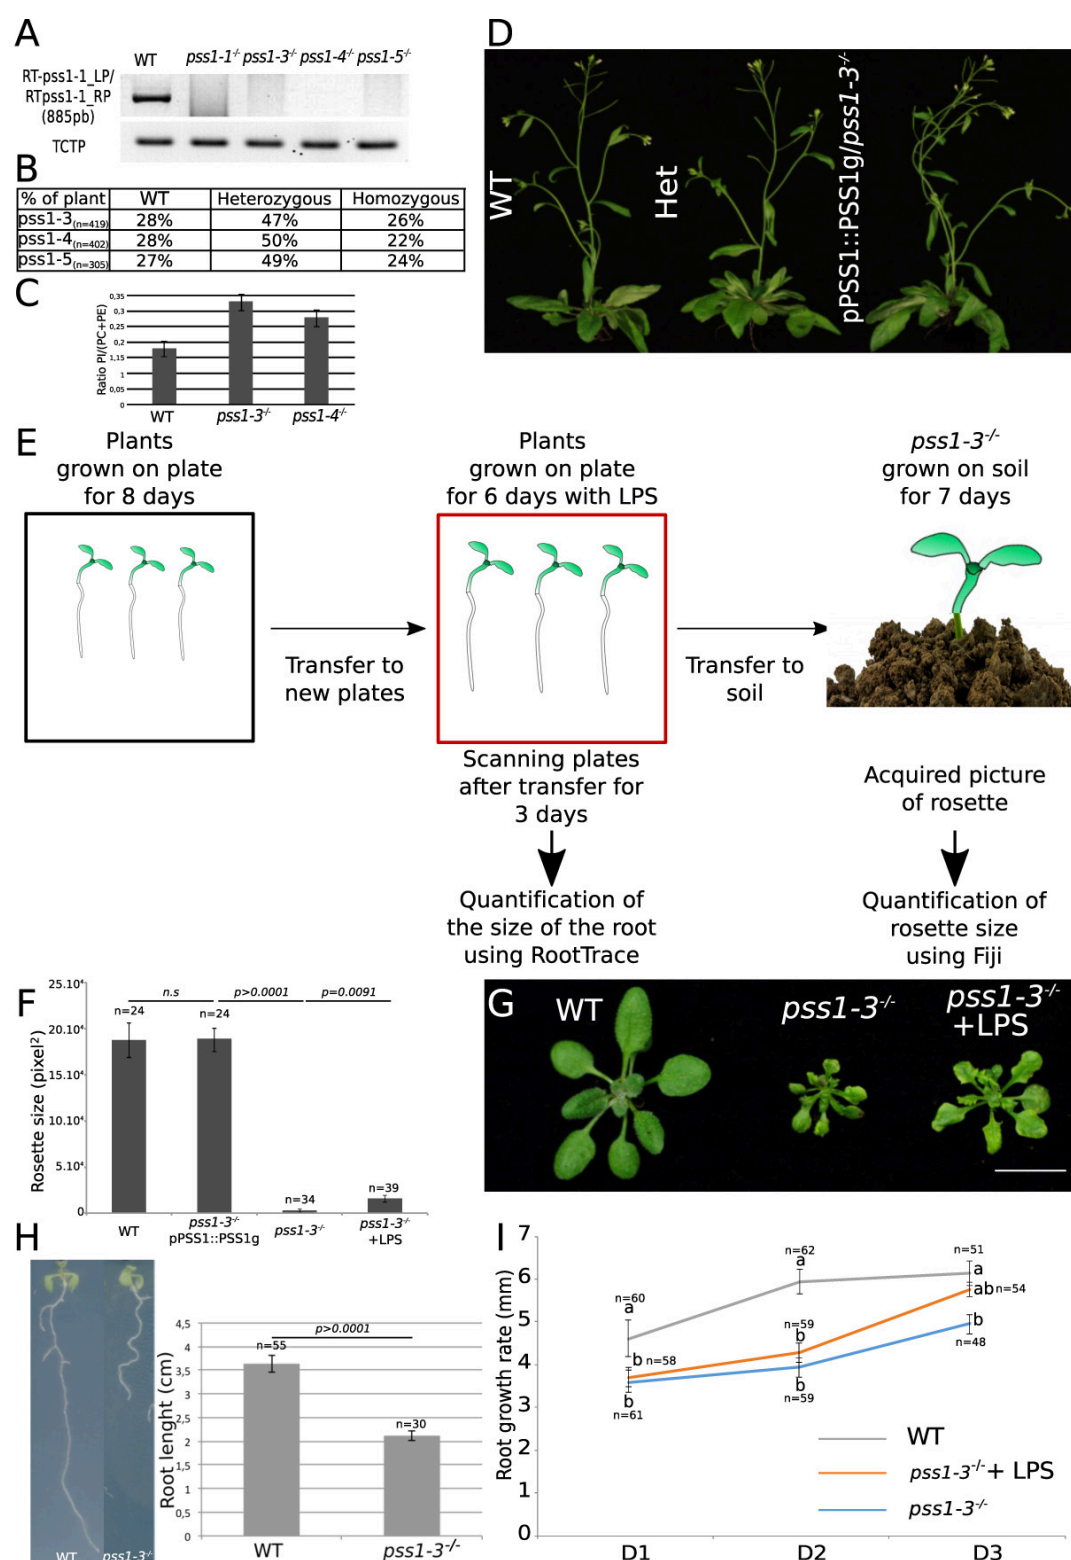 A
WT pss1-1-/- pss1-3-/- pss1-4-/- pss1-5-/-
RT-pss1-1_LP/
RTpss1-1_RP
(885pb)
TCTP
B
% of plant WT Heterozygous Homozygous
pss1-3(n=419) 28% 47% 26%
pss1-4(n=402) 28% 50% 22%
pss1-5(n=305) 27% 49% 24%
C
Ratio PI/(PC+PE)
0,35
0,3
0,25
0,2
1,15
1
0,05
0
WT pss1-3-/- pss1-4-/-
D
WT
Het
pPSS1::PSS1g/pss1-3-/-
E
Plants
grown on plate
for 8 days
Transfer to
new plates
Plants
grown on plate
for 6 days with LPS
Transfer to
soil
pss1-3-/-
grown on soil
for 7 days
Scanning plates
after transfer for
3 days
Quantification of
the size of the root
using RootTrace
Acquired picture
of rosette
Quantification of
rosette size
using Fiji
F
Rosette size (pixel²)
25.10⁴
20.10⁴
15.10⁴
10.10⁴
5.10⁴
0
n.s p>0.0001 p=0.0091
n=24 n=24 n=34 n=39
WT
pss1-3-/-
pPSS1::PSS1g
pss1-3-/-
pss1-3-/-
+LPS
G
WT
pss1-3-/-
pss1-3-/-
+LPS
H
WT pss1-3-/-
Root lenght (cm)
4,5
4
3,5
3
2,5
2
1,5
1
0,5
0
p>0.0001
n=55
n=30
WT pss1-3-/-
I
Root growth rate (mm)
7
6
5
4
3
2
1
0
n=60
a
b n=58
b
n=61
n=62
a
n=59
b
b
n=59
n=51
a
ab n=54
b
n=48
WT
pss1-3-/-+ LPS
pss1-3-/-
D1 D2 D3